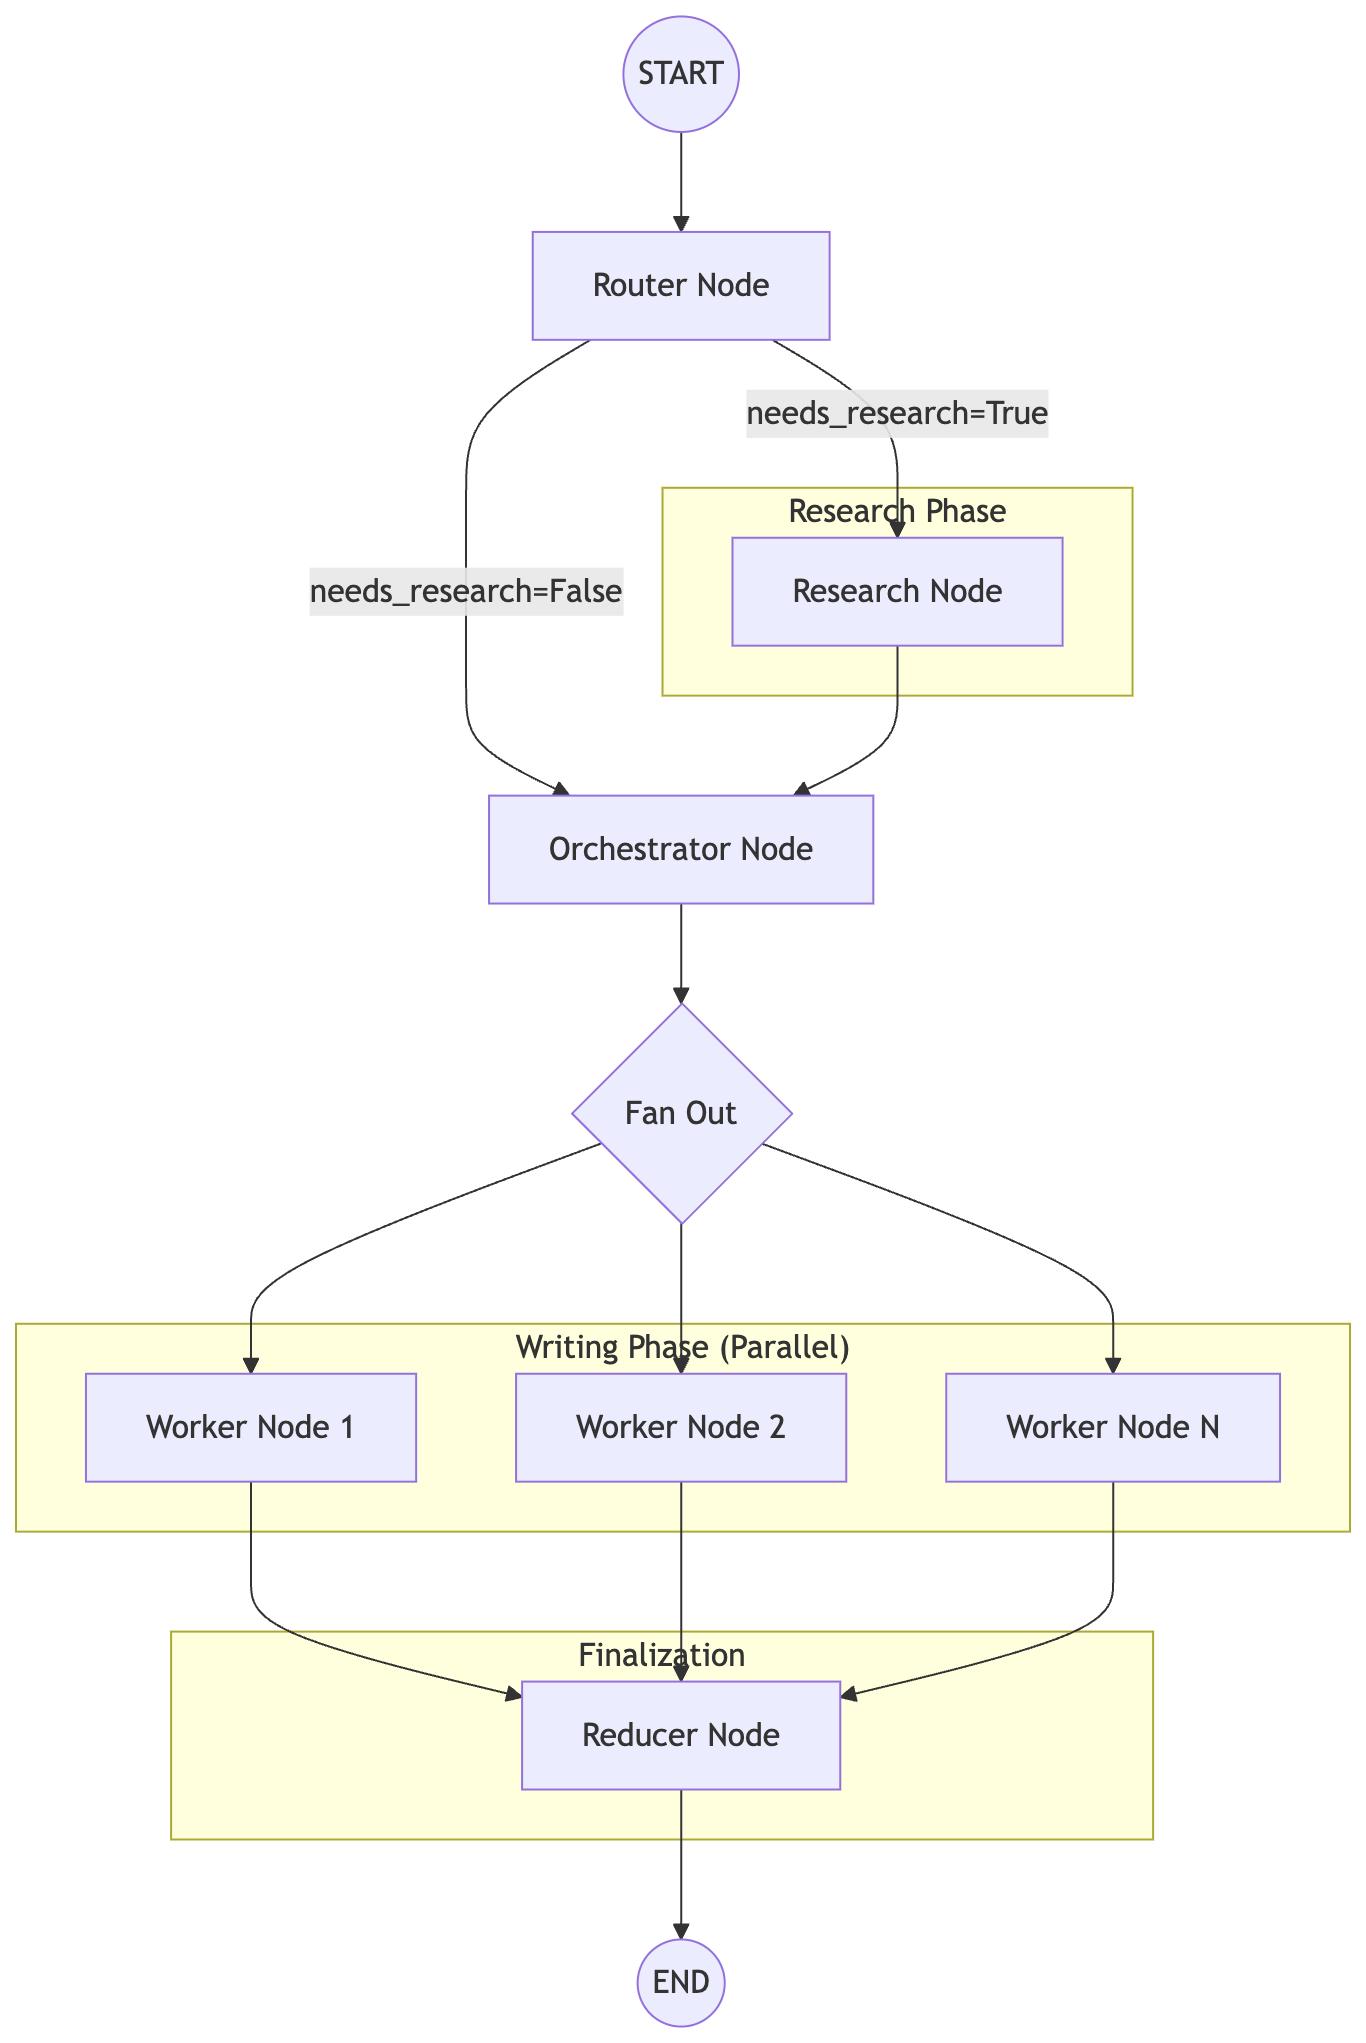 START
Router Node
needs_research=True
Research Phase
needs_research=False
Research Node
Orchestrator Node
Fan Out
Writing Phase (Parallel)
Worker Node 1
Worker Node 2
Worker Node N
Finalization
Reducer Node
END